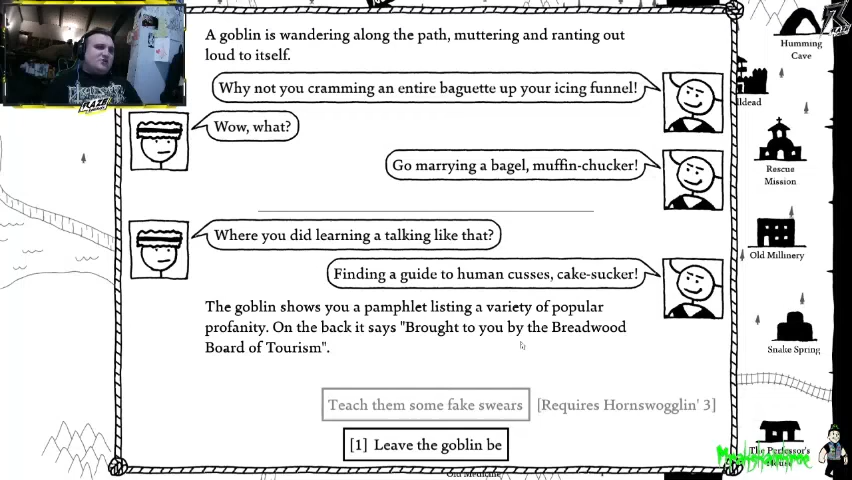 A goblin is wandering along the path, muttering and ranting out
loud to itself.
Why not you cramming an entire baguette up your icing funnel!
Wow, what?
Go marrying a bagel, muffin-chucker!
Where you did learning a talking like that?
Finding a guide to human cusses, cake-sucker!
The goblin shows you a pamphlet listing a variety of popular
profanity. On the back it says "Brought to you by the Breadwood
Board of Tourism".
Teach them some fake swears [Requires Hornswogglin' 3]
[1] Leave the goblin be
Humming
Cave
Rescue
Mission
Old Millinery
Snake Spring
The Perfessor's
House